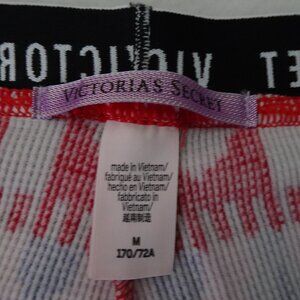 VICTORIA'S SECRET
made in Vietnam/
fabriqué au Vietnam/
hecho en Vietnam/
fabbricato in
Vietnam/
越南制造
M
170/72A